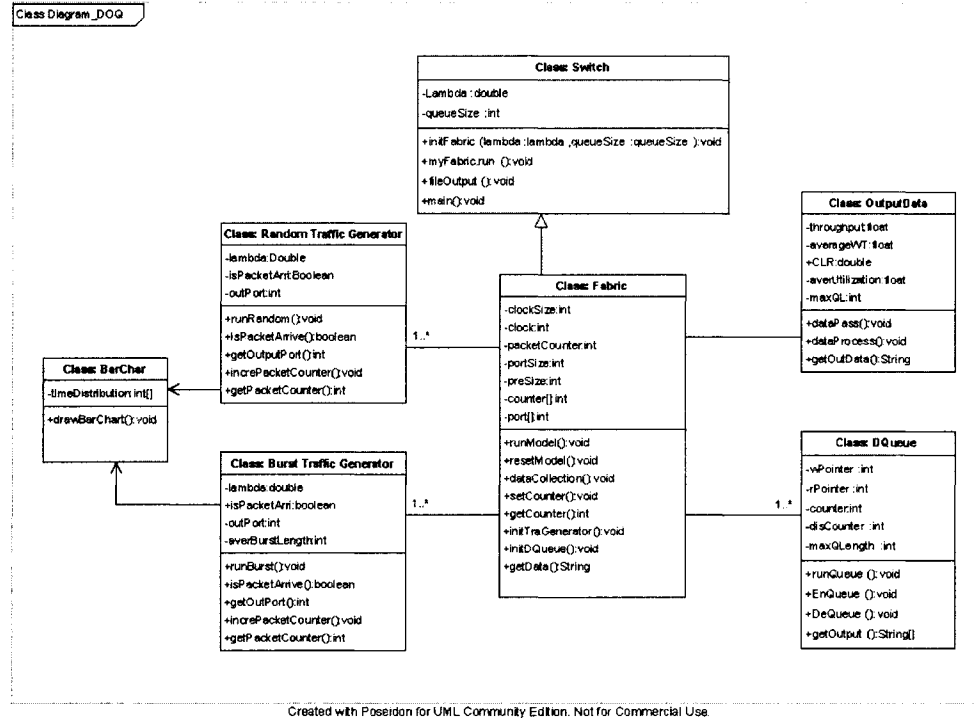 Class Diagram _DOQ
Class: Switch
-Lambda :double
-queueSize :int
+initFabric (lambda :lambda ,queueSize :queueSize ):void
+myFabric.run ():void
+fileOutput ():void
+main():void
Class: Random Traffic Generator
-lambda:Double
-isPacketArri:Boolean
-outPort:int
+runRandom():void
+isPacketArrive():boolean
+getOutputPort():int
+increPacketCounter():void
+getPacketCounter():int
1..*
Class: Fabric
-clockSize:int
-clock:int
-packetCounter:int
-portSize:int
-preSize:int
-counter[]:int
-port[]:int
+runModel():void
+resetModel():void
+dataCollection():void
+setCounter():void
+getCounter():int
+initTraGenerator():void
+initDQueue():void
+getData():String
Class: OutputData
-throughput:float
-averageWT:float
+CLR:double
-averUtilization:float
-maxQL:int
+dataPass():void
+dataProcess():void
+getOutData():String
Class: BarChar
-timeDistribution:int[]
+drawBarChart():void
Class: Burst Traffic Generator
-lambda:double
+isPacketArri:boolean
-outPort:int
-averBurstLength:int
+runBurst():void
+isPacketArrive():boolean
+getOutPort():int
+increPacketCounter():void
+getPacketCounter():int
1..*
1..*
Class: DQueue
-wPointer :int
-rPointer :int
-counter:int
-disCounter :int
-maxQLength :int
+runQueue ():void
+EnQueue ():void
+DeQueue ():void
+getOutput ():String[]
Created with Poseidon for UML Community Edition. Not for Commercial Use.